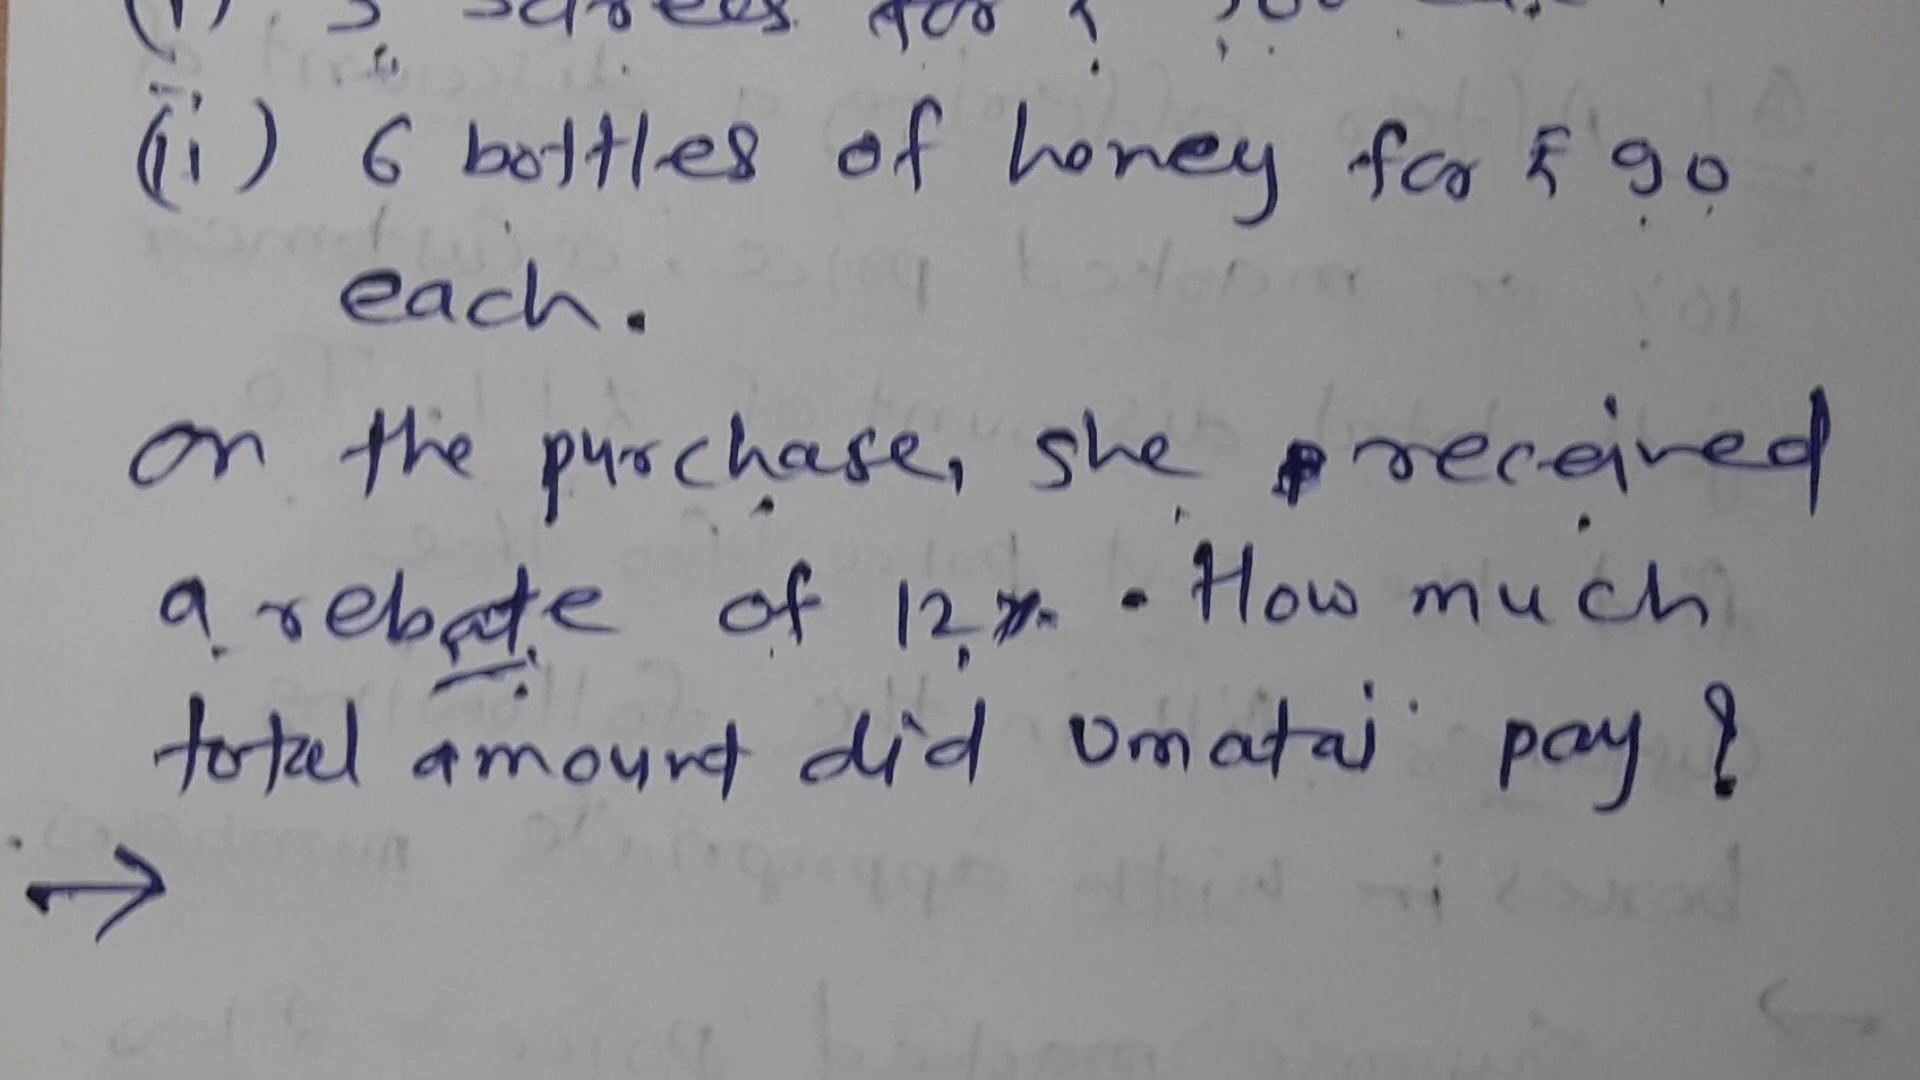 (ii) 6 bottles of honey for ₹ 90
each.
on the purchase, she received
a rebate of 12%. How much
total amount did Umatai pay ?
→